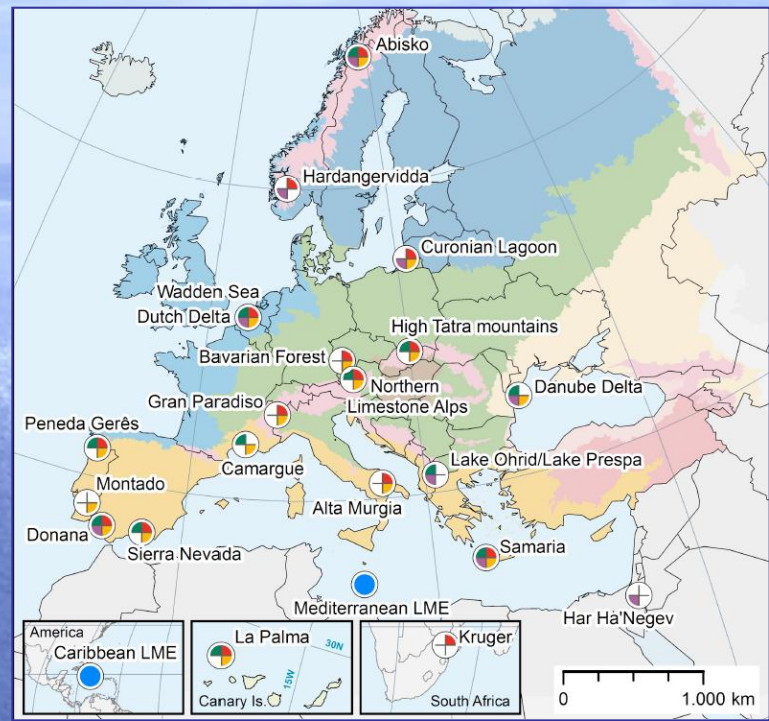 Abisko
Hardangervidda
Curonian Lagoon
Wadden Sea
Dutch Delta
High Tatra mountains
Bavarian Forest
Northern
Limestone Alps
Danube Delta
Gran Paradiso
Peneda Gerês
Camargue
Lake Ohrid/Lake Prespa
Montado
Alta Murgia
Donana
Sierra Nevada
Samaria
Mediterranean LME
Har Ha'Negev
America
Caribbean LME
La Palma
30N
15W
Canary Is.
Kruger
South Africa
0 1.000 km